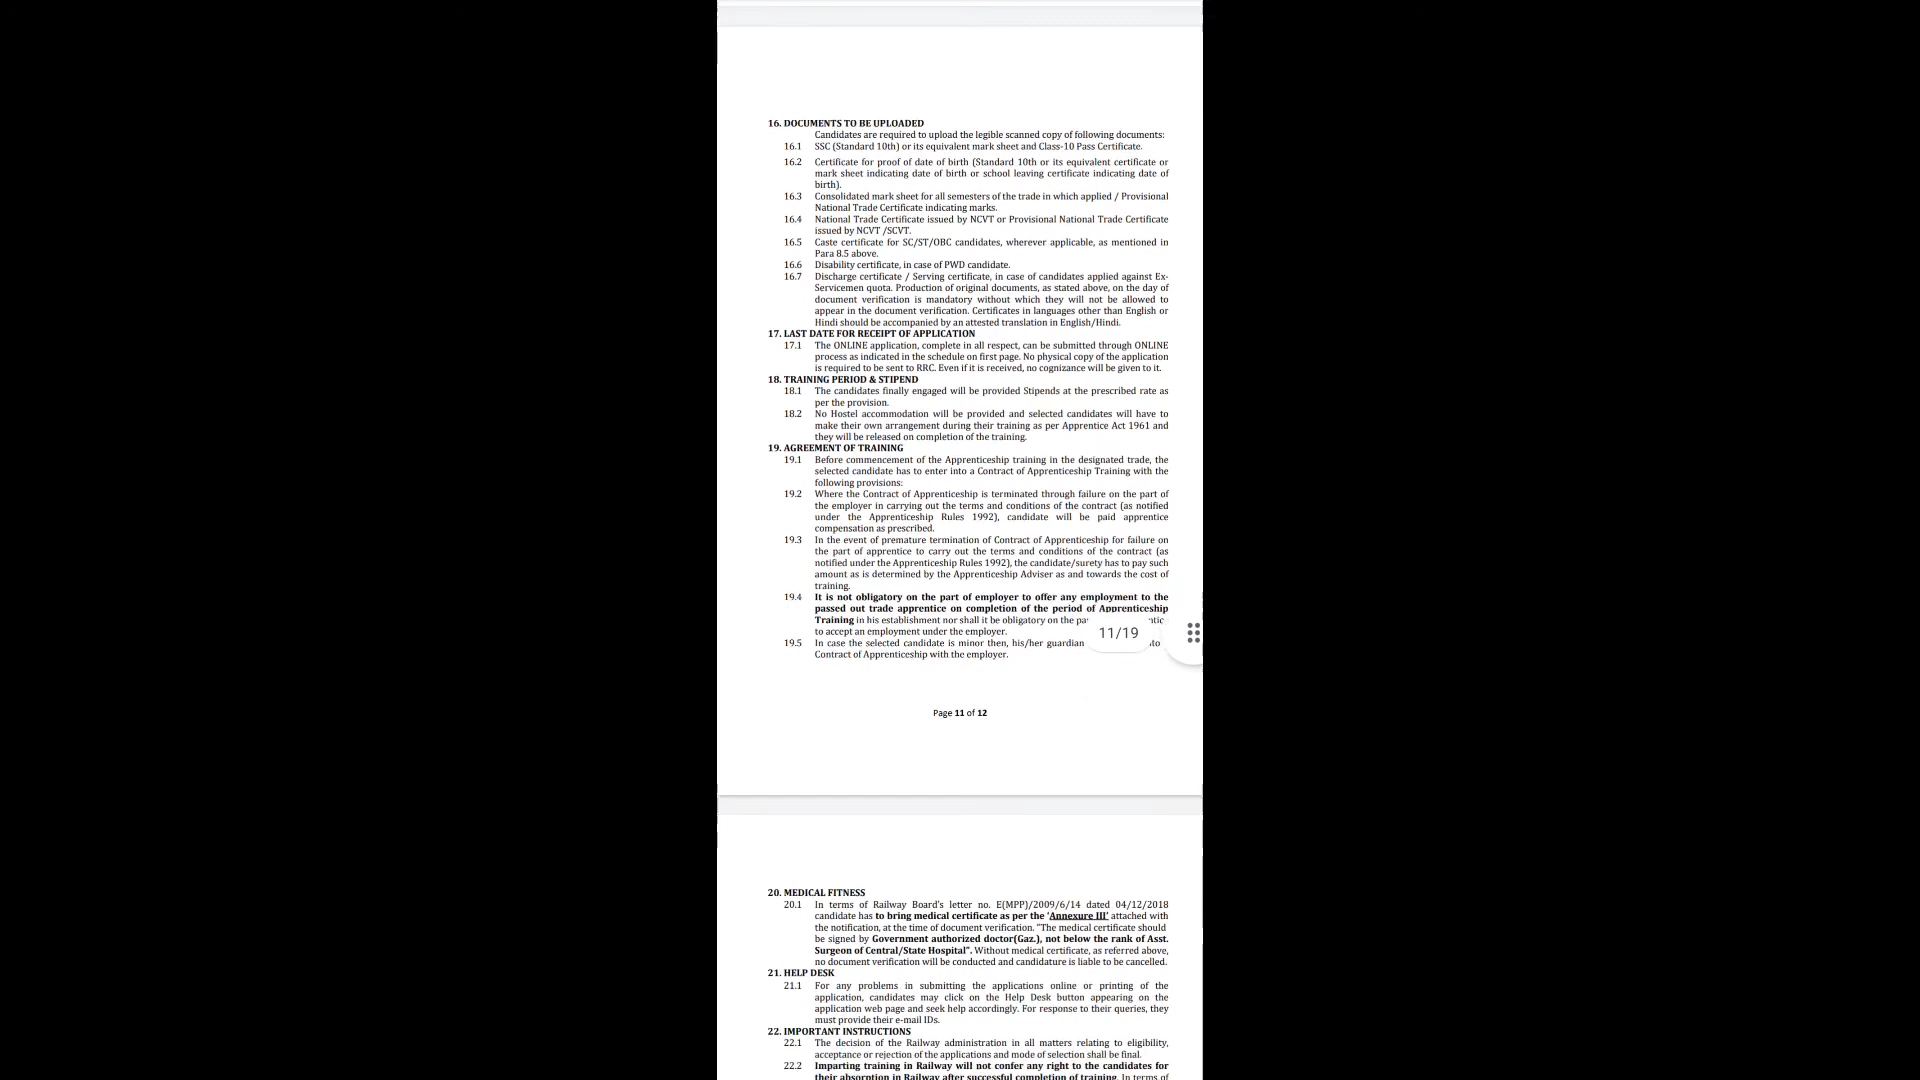 16. DOCUMENTS TO BE UPLOADED
Candidates are required to upload the legible scanned copy of following documents:
16.1 SSC (Standard 10th) or its equivalent mark sheet and Class-10 Pass Certificate.
16.2 Certificate for proof of date of birth (Standard 10th or its equivalent certificate or
mark sheet indicating date of birth or school leaving certificate indicating date of
birth).
16.3 Consolidated mark sheet for all semesters of the trade in which applied / Provisional
National Trade Certificate indicating marks.
16.4 National Trade Certificate issued by NCVT or Provisional National Trade Certificate
issued by NCVT /SCVT.
16.5 Caste certificate for SC/ST/OBC candidates, wherever applicable, as mentioned in
Para 8.5 above.
16.6 Disability certificate, in case of PWD candidate.
16.7 Discharge certificate / Serving certificate, in case of candidates applied against Ex-
Servicemen quota. Production of original documents, as stated above, on the day of
document verification is mandatory without which they will not be allowed to
appear in the document verification. Certificates in languages other than English or
Hindi should be accompanied by an attested translation in English/Hindi.
17. LAST DATE FOR RECEIPT OF APPLICATION
17.1 The ONLINE application, complete in all respect, can be submitted through ONLINE
process as indicated in the schedule on first page. No physical copy of the application
is required to be sent to RRC. Even if it is received, no cognizance will be given to it.
18. TRAINING PERIOD & STIPEND
18.1 The candidates finally engaged will be provided Stipends at the prescribed rate as
per the provision.
18.2 No Hostel accommodation will be provided and selected candidates will have to
make their own arrangement during their training as per Apprentice Act 1961 and
they will be released on completion of the training.
19. AGREEMENT OF TRAINING
19.1 Before commencement of the Apprenticeship training in the designated trade, the
selected candidate has to enter into a Contract of Apprenticeship Training with the
following provisions:
19.2 Where the Contract of Apprenticeship is terminated through failure on the part of
the employer in carrying out the terms and conditions of the contract (as notified
under the Apprenticeship Rules 1992), candidate will be paid apprentice
compensation as prescribed.
19.3 In the event of premature termination of Contract of Apprenticeship for failure on
the part of apprentice to carry out the terms and conditions of the contract (as
notified under the Apprenticeship Rules 1992), the candidate/surety has to pay such
amount as is determined by the Apprenticeship Adviser as and towards the cost of
training.
19.4 It is not obligatory on the part of employer to offer any employment to the
passed out trade apprentice on completion of the period of Apprenticeship
Training in his establishment nor shall it be obligatory on the
to accept an employment under the employer.
11/19
19.5 In case the selected candidate is minor then, his/her guardian
Contract of Apprenticeship with the employer.
Page 11 of 12
20. MEDICAL FITNESS
20.1 In terms of Railway Board's letter no. E(MPP)/2009/6/14 dated 04/12/2018
candidate has to bring medical certificate as per the 'Annexure III' attached with
the notification, at the time of document verification. "The medical certificate should
be signed by Government authorized doctor(Gaz.), not below the rank of Asst.
Surgeon of Central/State Hospital". Without medical certificate, as referred above,
no document verification will be conducted and candidature is liable to be cancelled.
21. HELP DESK
21.1 For any problems in submitting the applications online or printing of the
application, candidates may click on the Help Desk button appearing on the
application web page and seek help accordingly. For response to their queries, they
must provide their e-mail IDs.
22. IMPORTANT INSTRUCTIONS
22.1 The decision of the Railway administration in all matters relating to eligibility,
acceptance or rejection of the applications and mode of selection shall be final.
22.2 Imparting training in Railway will not confer any right to the candidates for
their absorption in Railway after successful completion of training. In terms of